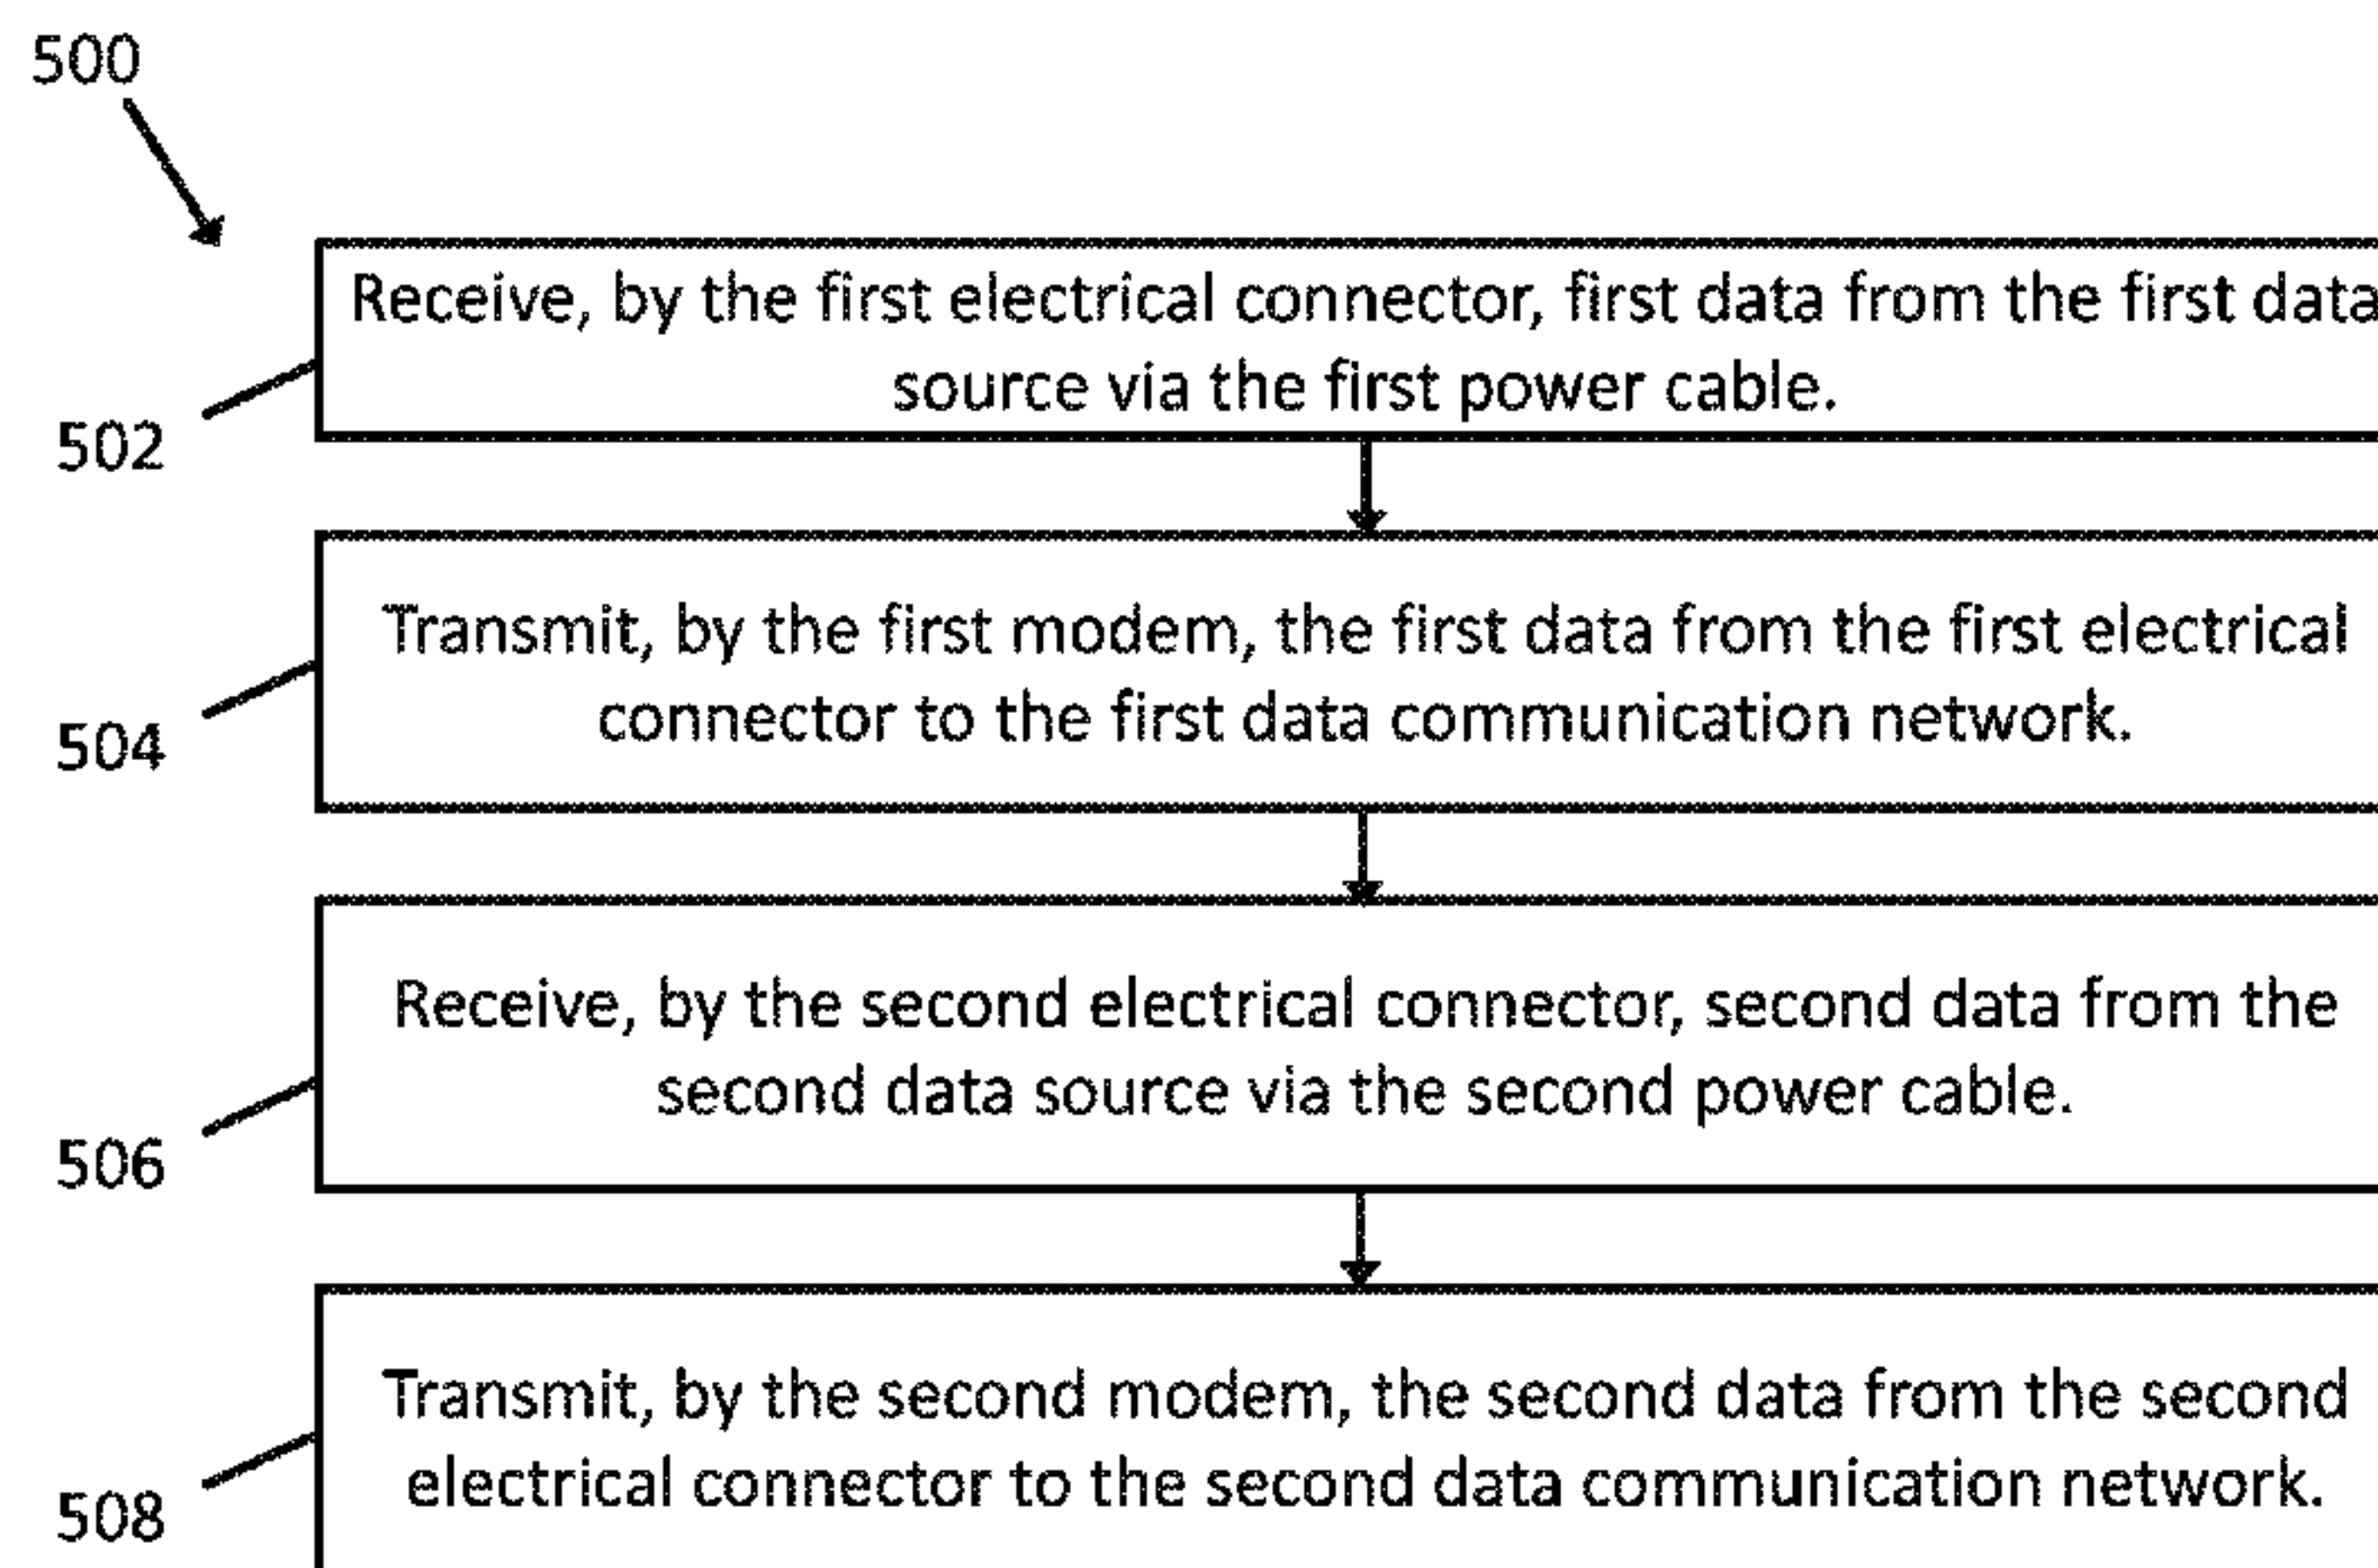 500
Receive, by the first electrical connector, first data from the first data
source via the first power cable.
502
Transmit, by the first modem, the first data from the first electrical
connector to the first data communication network.
504
Receive, by the second electrical connector, second data from the
second data source via the second power cable.
506
Transmit, by the second modem, the second data from the second
electrical connector to the second data communication network.
508